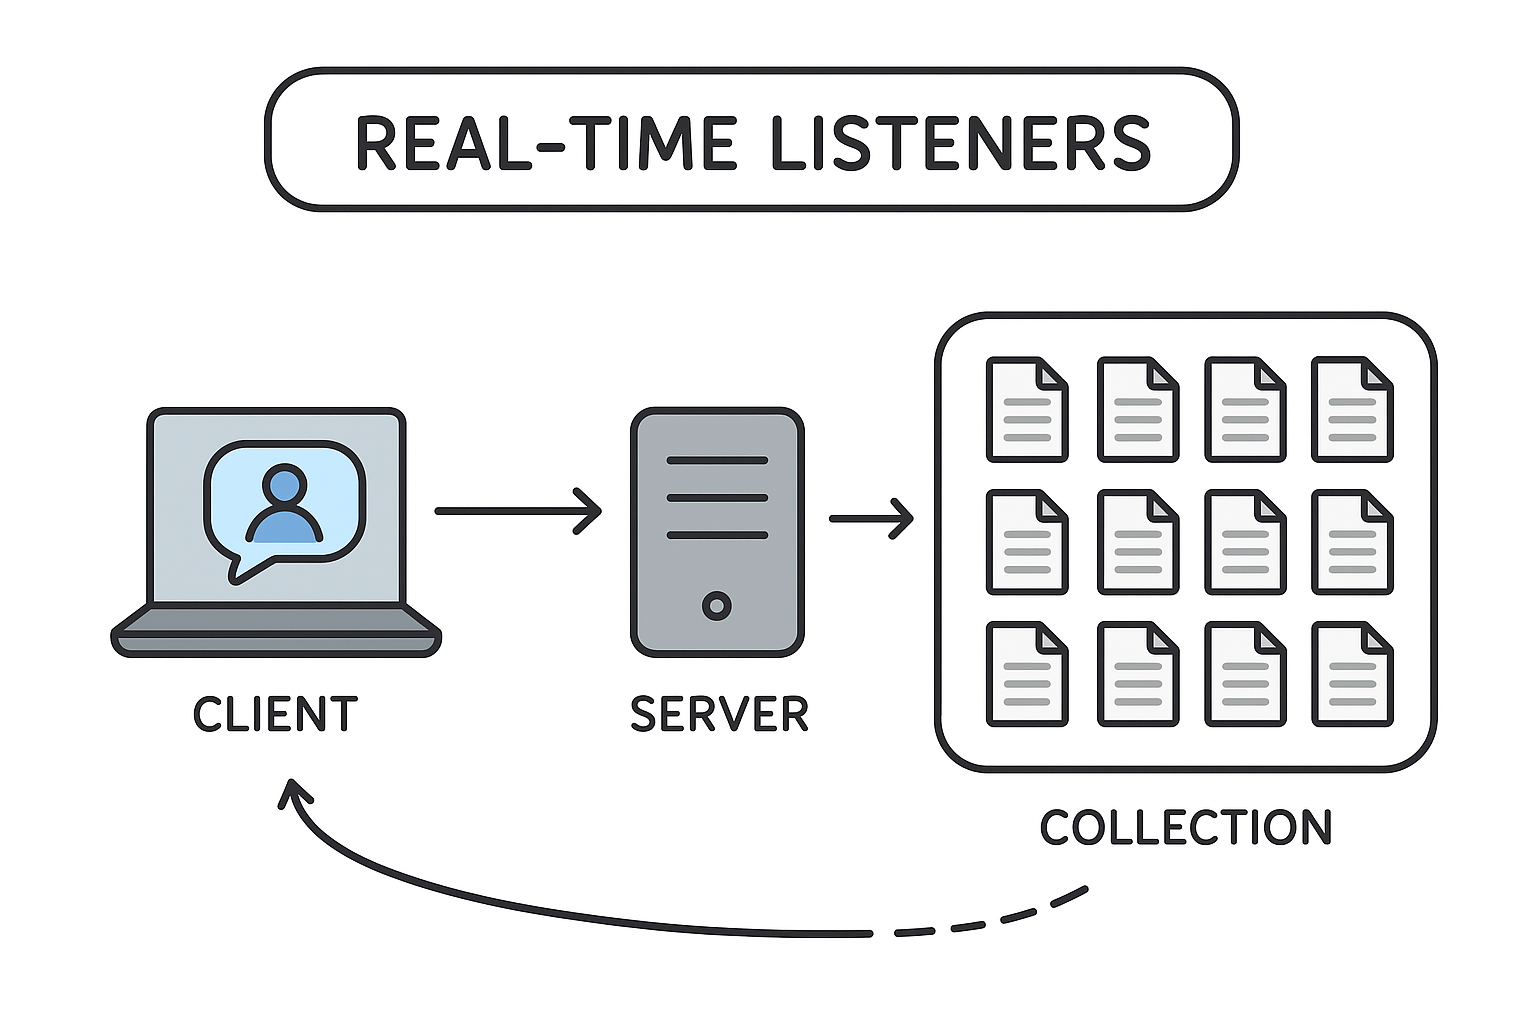 REAL-TIME LISTENERS
CLIENT
SERVER
COLLECTION